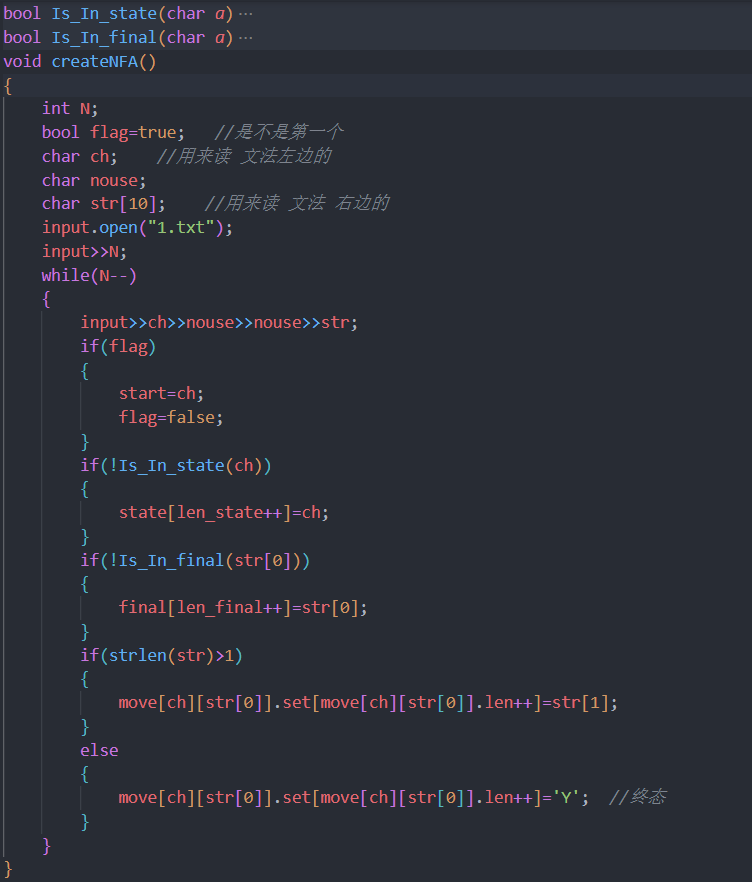 bool Is_In_state(char a) ···
bool Is_In_final(char a) ···
void createNFA()
{
    int N;
    bool flag=true;   //是不是第一个
    char ch;    //用来读 文法左边的
    char nouse;
    char str[10];    //用来读 文法 右边的
    input.open("1.txt");
    input>>N;
    while(N--)
    {
        input>>ch>>nouse>>nouse>>str;
        if(flag)
        {
            start=ch;
            flag=false;
        }
        if(!Is_In_state(ch))
        {
            state[len_state++]=ch;
        }
        if(!Is_In_final(str[0]))
        {
            final[len_final++]=str[0];
        }
        if(strlen(str)>1)
        {
            move[ch][str[0]].set[move[ch][str[0]].len++]=str[1];
        }
        else
        {
            move[ch][str[0]].set[move[ch][str[0]].len++]='Y';  //终态
        }
    }
}